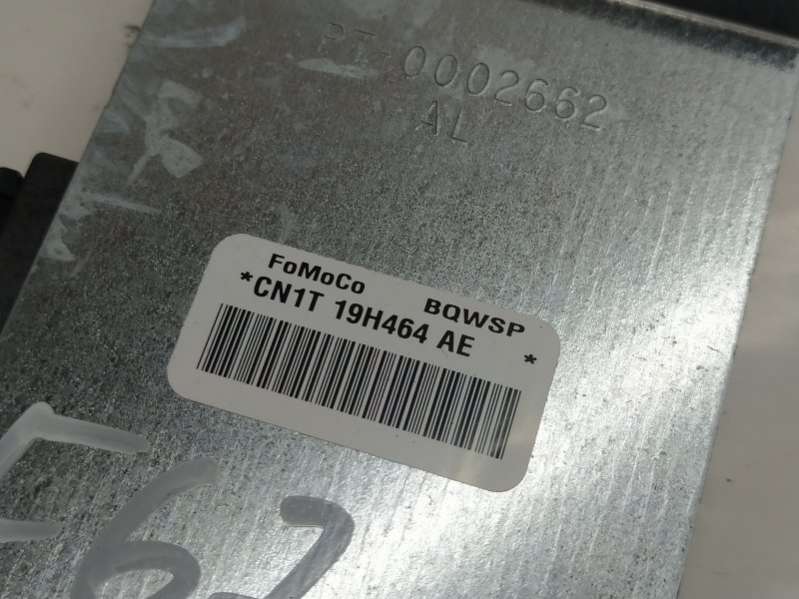 PT-0002662
AL
FoMoCo BQWSP
*CN1T 19H464 AE *